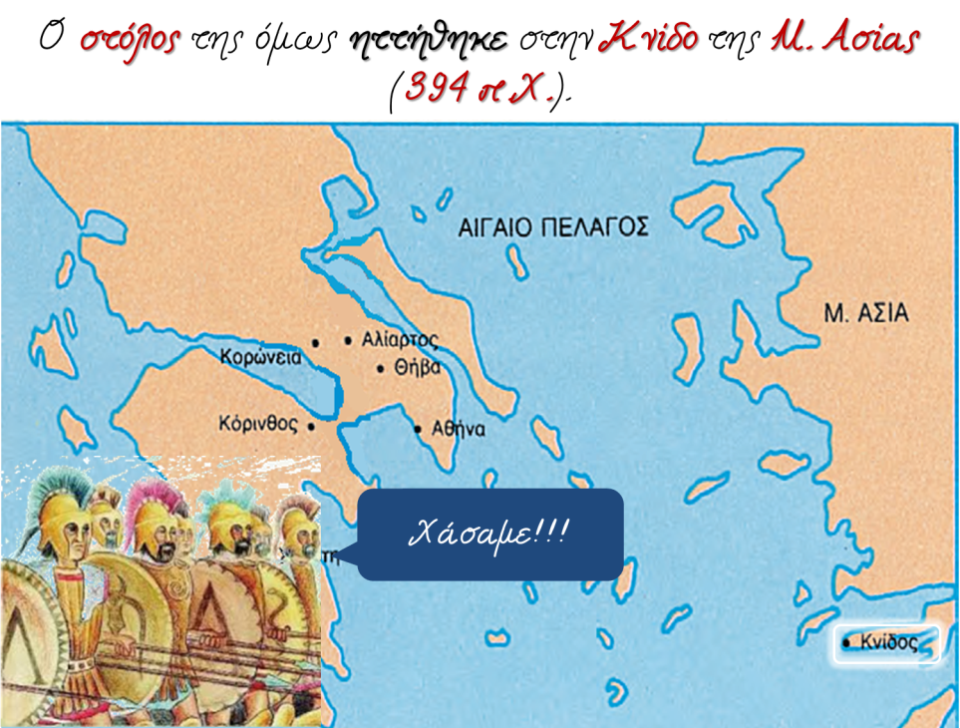 Ο στόλος της όμως ηττήθηκε στην Κνίδο της Μ. Ασίας
(394 π.Χ.).
ΑΙΓΑΙΟ ΠΕΛΑΓΟΣ
Μ. ΑΣΙΑ
Αλίαρτος
Κορώνεια
Θήβα
Κόρινθος
Αθήνα
Χάσαμε!!!
τη
Κνίδος